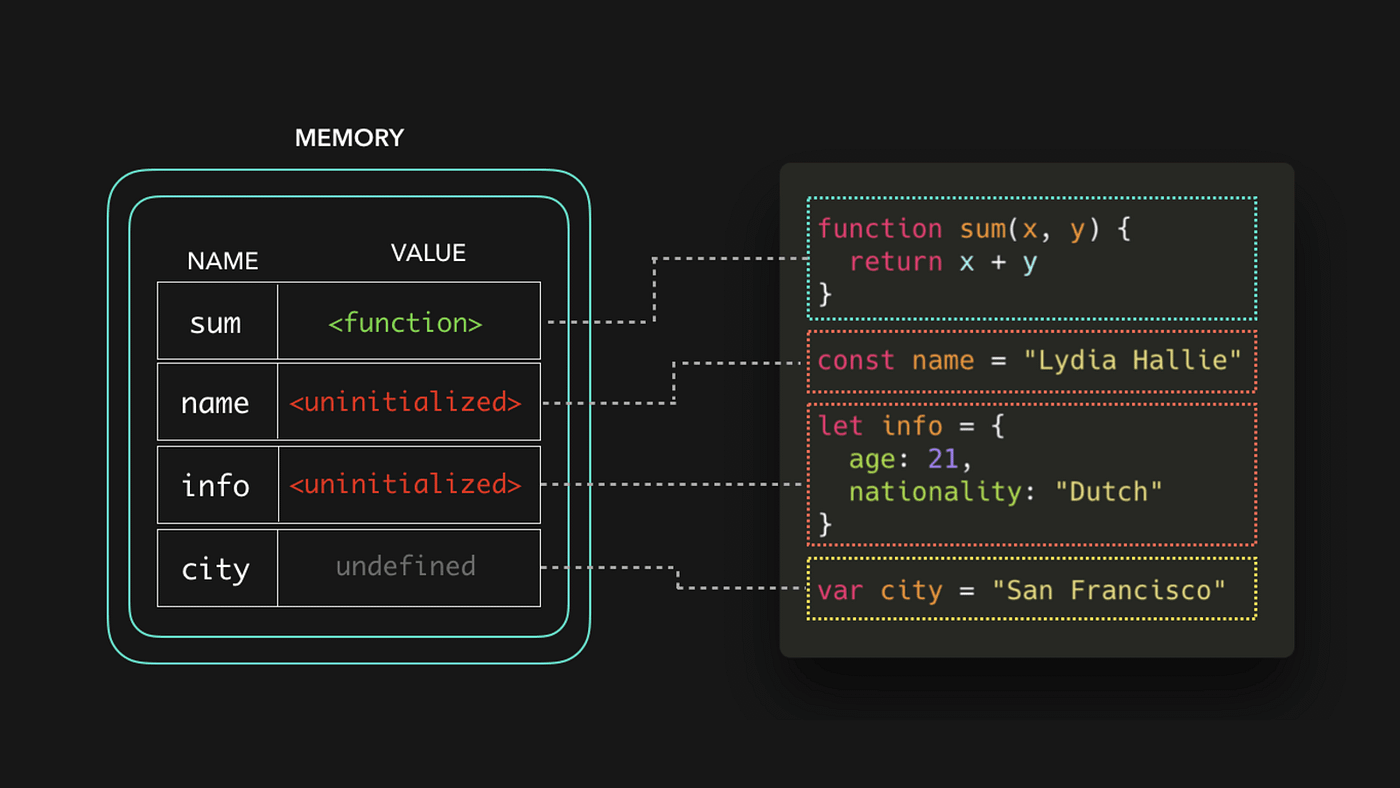 MEMORY
NAME VALUE
sum <function>
name <uninitialized>
info <uninitialized>
city undefined
function sum(x, y) {
  return x + y
}
const name = "Lydia Hallie"
let info = {
  age: 21,
  nationality: "Dutch"
}
var city = "San Francisco"